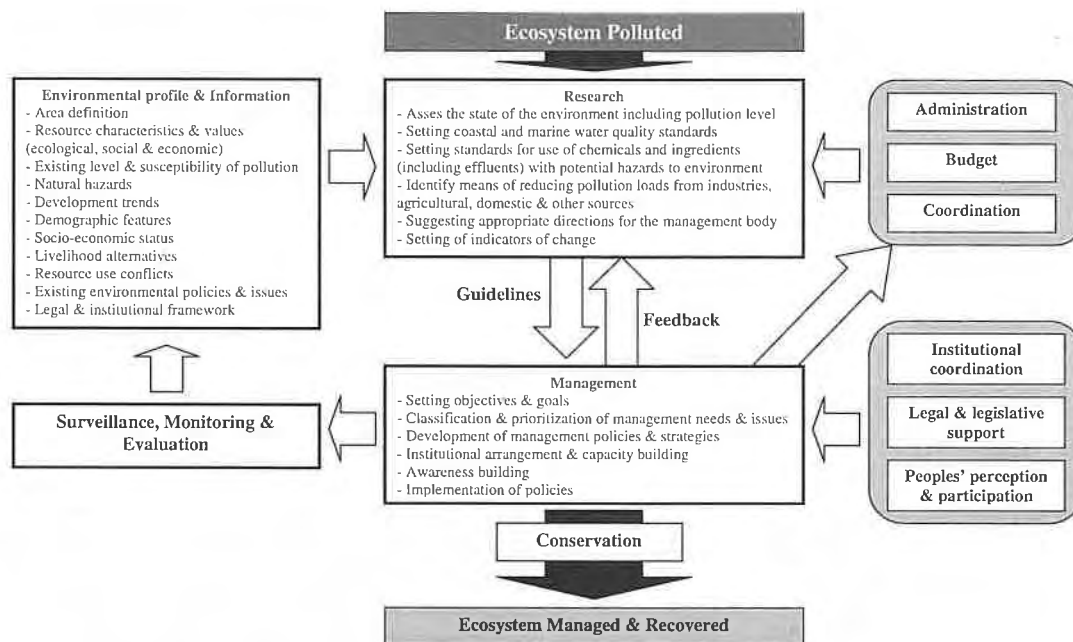 Ecosystem Polluted
Environmental profile & Information
- Area definition
- Resource characteristics & values
(ecological, social & economic)
- Existing level & susceptibility of pollution
- Natural hazards
- Development trends
- Demographic features
- Socio-economic status
- Livelihood alternatives
- Resource use conflicts
- Existing environmental policies & issues
- Legal & institutional framework
Research
- Asses the state of the environment including pollution level
- Setting coastal and marine water quality standards
- Setting standards for use of chemicals and ingredients
(including effluents) with potential hazards to environment
- Identify means of reducing pollution loads from industries,
agricultural, domestic & other sources
- Suggesting appropriate directions for the management body
- Setting of indicators of change
Administration
Budget
Coordination
Guidelines
Feedback
Surveillance, Monitoring &
Evaluation
Management
- Setting objectives & goals
- Classification & prioritization of management needs & issues
- Development of management policies & strategies
- Institutional arrangement & capacity building
- Awareness building
- Implementation of policies
Institutional
coordination
Legal & legislative
support
Peoples' perception
& participation
Conservation
Ecosystem Managed & Recovered